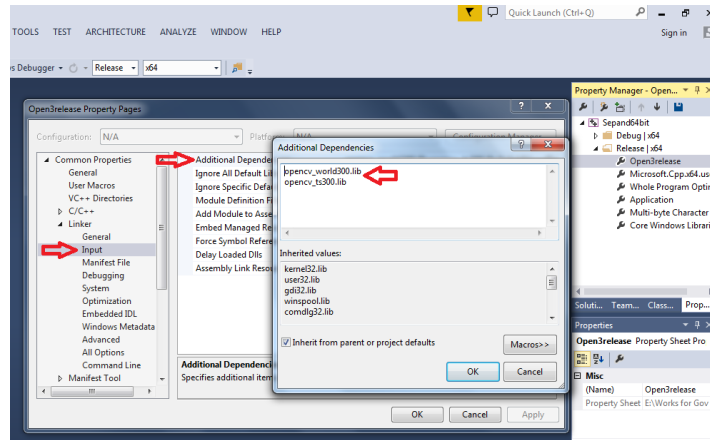 Quick Launch (Ctrl+Q)
TOOLS TEST ARCHITECTURE ANALYZE WINDOW HELP
Sign in
Debugger
Release
x64
Property Manager - Open...
Sepand64bit
Debug | x64
Release | x64
Open3release
Microsoft.Cpp.x64.us
Whole Program Optir
Application
Multi-byte Character
Core Windows Librari
Soluti... Team... Class... Prop...
Properties
Open3release Property Sheet Pro
Misc
(Name) Open3release
Property Sheet E:\Works for Gov
Open3release Property Pages
Configuration: N/A
Platfor
N/A
Configuration Manager
Common Properties
General
User Macros
VC++ Directories
C/C++
Linker
General
Input
Manifest File
Debugging
System
Optimization
Embedded IDL
Windows Metadata
Advanced
All Options
Command Line
Manifest Tool
Additional Depende
Ignore All Default Lib
Ignore Specific Defau
Module Definition Fi
Add Module to Asse
Embed Managed Re
Force Symbol Refere
Delay Loaded Dlls
Assembly Link Resou
Additional Dependenci
Specifies additional item
OK Cancel Apply
Additional Dependencies
opencv_world300.lib
opencv_ts300.lib
Inherited values:
kernel32.lib
user32.lib
gdi32.lib
winspool.lib
comdlg32.lib
Inherit from parent or project defaults
Macros>>
OK Cancel